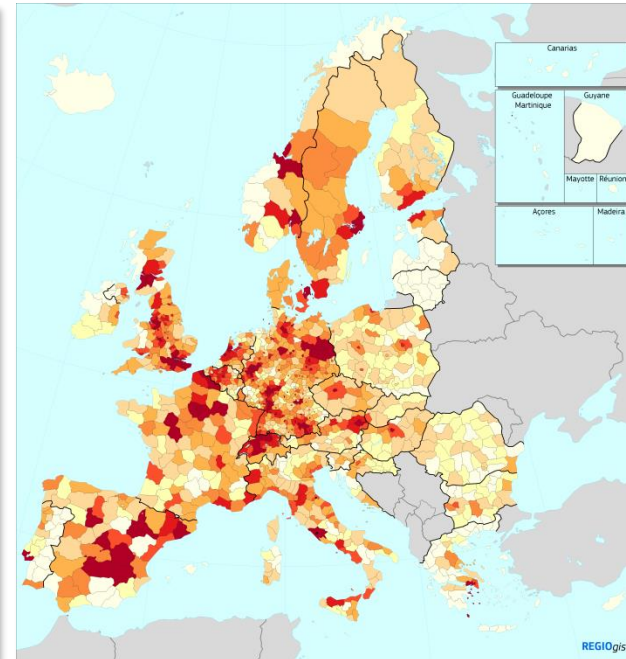 Canarias
Guadeloupe
Martinique
Guyane
Mayotte
Réunion
Açores
Madeira
REGIOgis